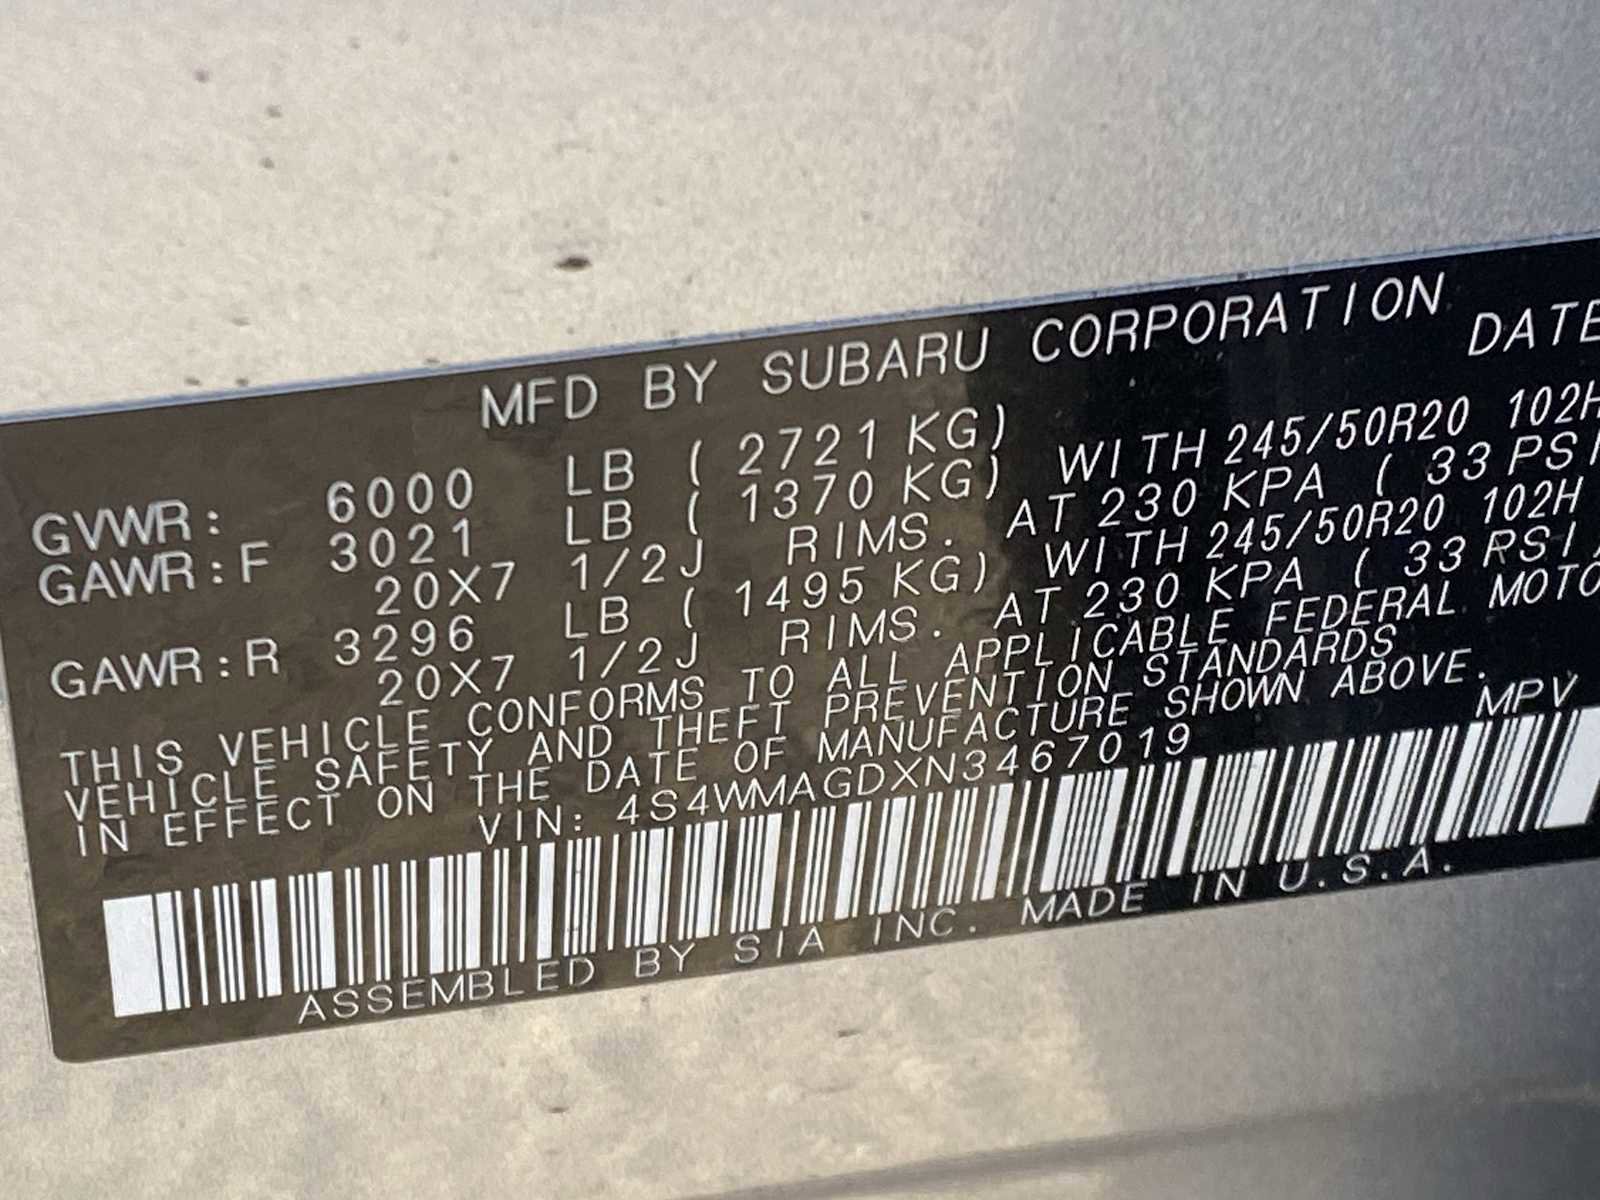 MFD BY SUBARU CORPORATION DATE
GVWR: 6000 LB ( 2721 KG)
GAWR:F 3021 LB ( 1370 KG) WITH 245/50R20 102H
20X7 1/2J RIMS. AT 230 KPA ( 33 PSI
GAWR:R 3296 LB ( 1495 KG) WITH 245/50R20 102H
20X7 1/2J RIMS. AT 230 KPA ( 33 PSI
THIS VEHICLE CONFORMS TO ALL APPLICABLE FEDERAL MOTO
VEHICLE SAFETY AND THEFT PREVENTION STANDARDS
IN EFFECT ON THE DATE OF MANUFACTURE SHOWN ABOVE.
VIN: 4S4WMAGDXN3467019 MPV
ASSEMBLED BY SIA INC. MADE IN U.S.A.